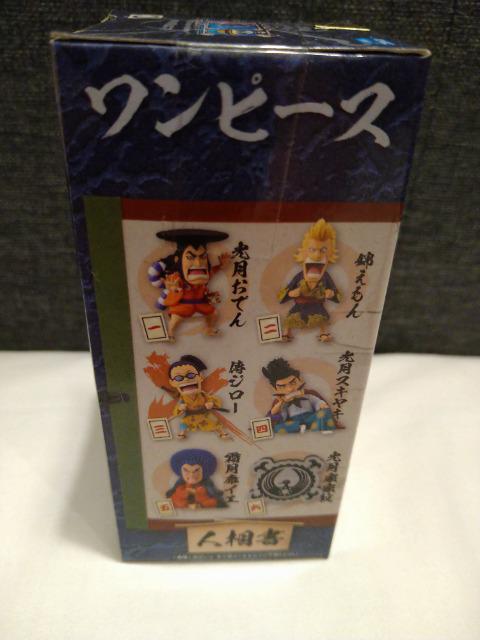 ワンピース
光月おでん
一
錦えもん
二
傳ジロー
三
光月スキヤキ
四
霜月康イエ
五
光月家家紋
六
人相書